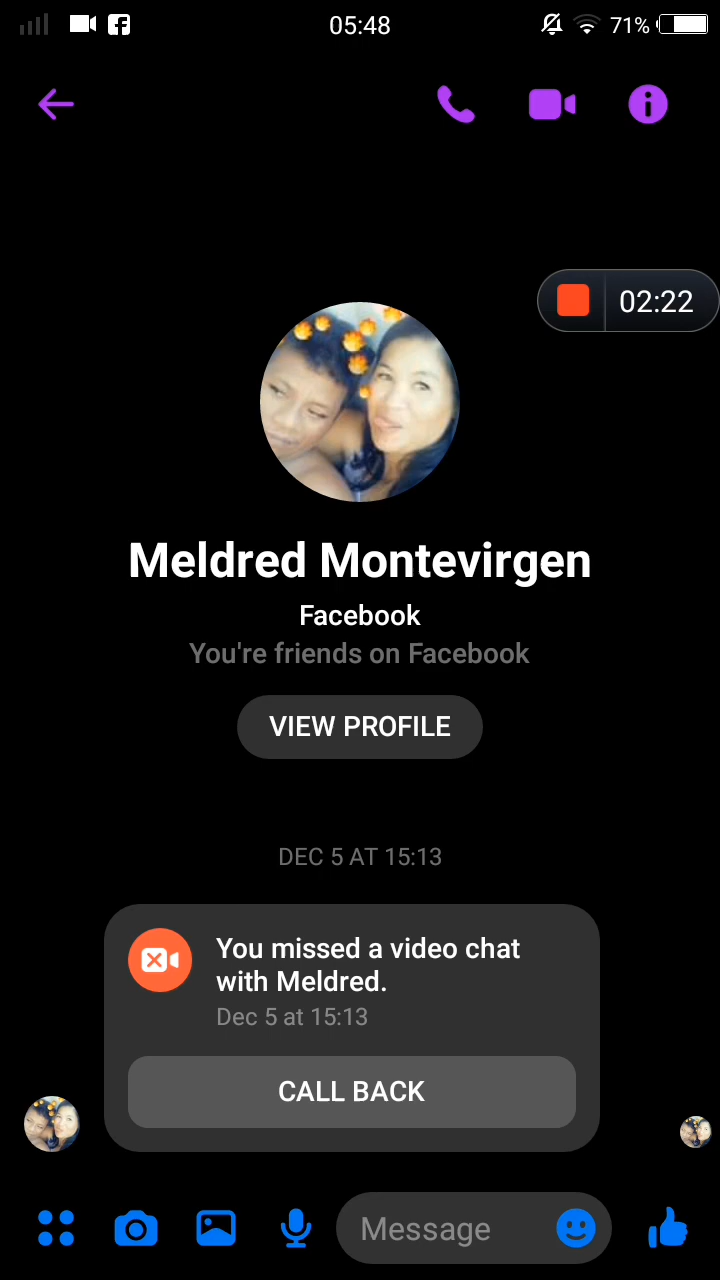 05:48
71%
02:22
Meldred Montevirgen
Facebook
You're friends on Facebook
VIEW PROFILE
DEC 5 AT 15:13
You missed a video chat
with Meldred.
Dec 5 at 15:13
CALL BACK
Message